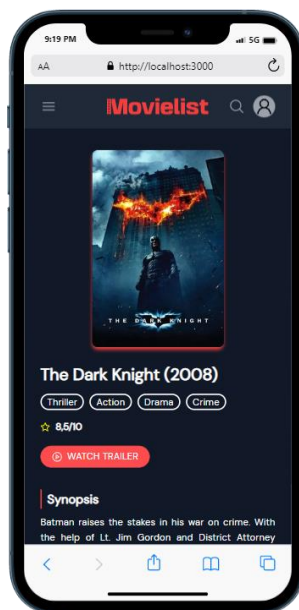 9:19 PM
5G
AA
http://localhost:3000
Movielist
THE DARK KNIGHT
The Dark Knight (2008)
Thriller
Action
Drama
Crime
8,5/10
WATCH TRAILER
Synopsis
Batman raises the stakes in his war on crime. With
the help of Lt. Jim Gordon and District Attorney